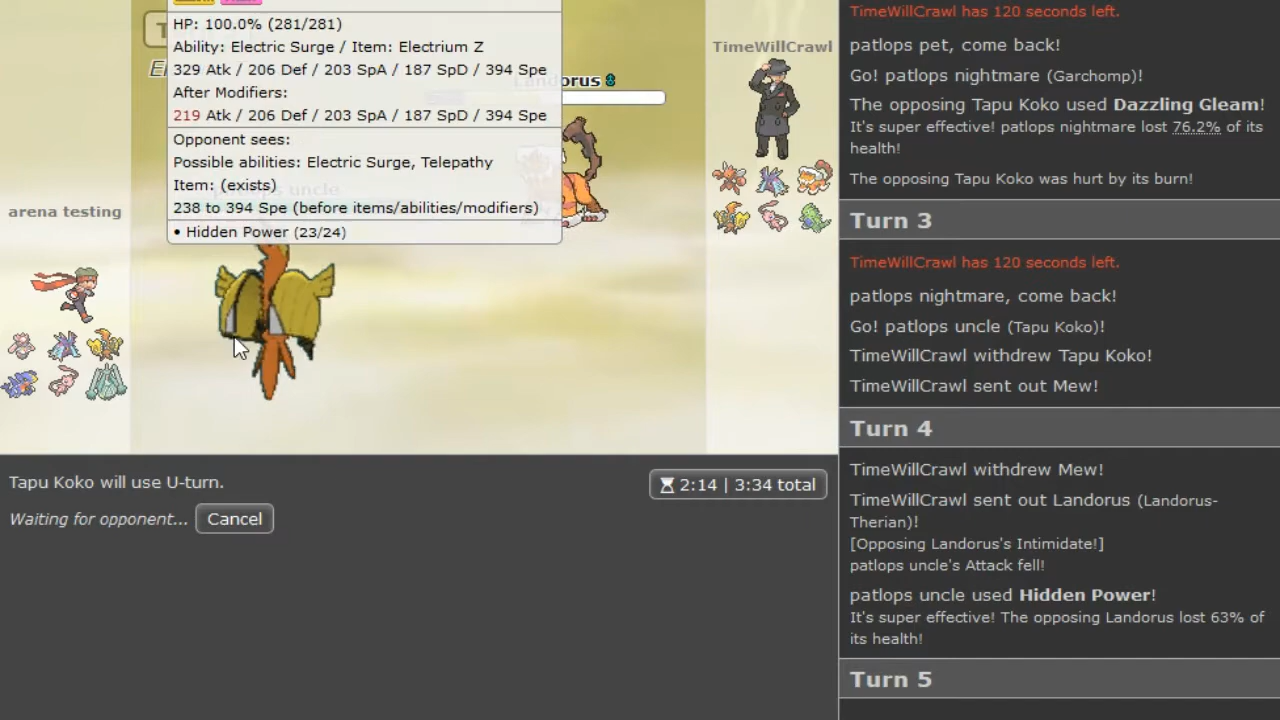 HP: 100.0% (281/281)
Ability: Electric Surge / Item: Electrium Z
329 Atk / 206 Def / 203 SpA / 187 SpD / 394 Spe
After Modifiers:
219 Atk / 206 Def / 203 SpA / 187 SpD / 394 Spe
Opponent sees:
Possible abilities: Electric Surge, Telepathy
Item: (exists)
238 to 394 Spe (before items/abilities/modifiers)
• Hidden Power (23/24)
uncle
orus
arena testing
TimeWillCrawl
Tapu Koko will use U-turn.
2:14 | 3:34 total
Waiting for opponent...
Cancel
TimeWillCrawl has 120 seconds left.
patlops pet, come back!
Go! patlops nightmare (Garchomp)!
The opposing Tapu Koko used Dazzling Gleam!
It's super effective! patlops nightmare lost 76.2% of its
health!
The opposing Tapu Koko was hurt by its burn!
Turn 3
TimeWillCrawl has 120 seconds left.
patlops nightmare, come back!
Go! patlops uncle (Tapu Koko)!
TimeWillCrawl withdrew Tapu Koko!
TimeWillCrawl sent out Mew!
Turn 4
TimeWillCrawl withdrew Mew!
TimeWillCrawl sent out Landorus (Landorus-
Therian)!
[Opposing Landorus's Intimidate!]
patlops uncle's Attack fell!
patlops uncle used Hidden Power!
It's super effective! The opposing Landorus lost 63% of
its health!
Turn 5